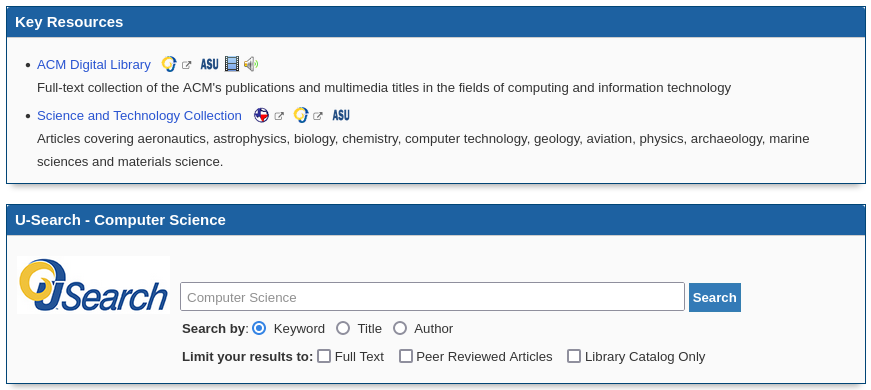 Key Resources
ACM Digital Library ASU
Full-text collection of the ACM's publications and multimedia titles in the fields of computing and information technology
Science and Technology Collection ASU
Articles covering aeronautics, astrophysics, biology, chemistry, computer technology, geology, aviation, physics, archaeology, marine
sciences and materials science.
U-Search - Computer Science
USearch
Computer Science Search
Search by: Keyword Title Author
Limit your results to: Full Text Peer Reviewed Articles Library Catalog Only